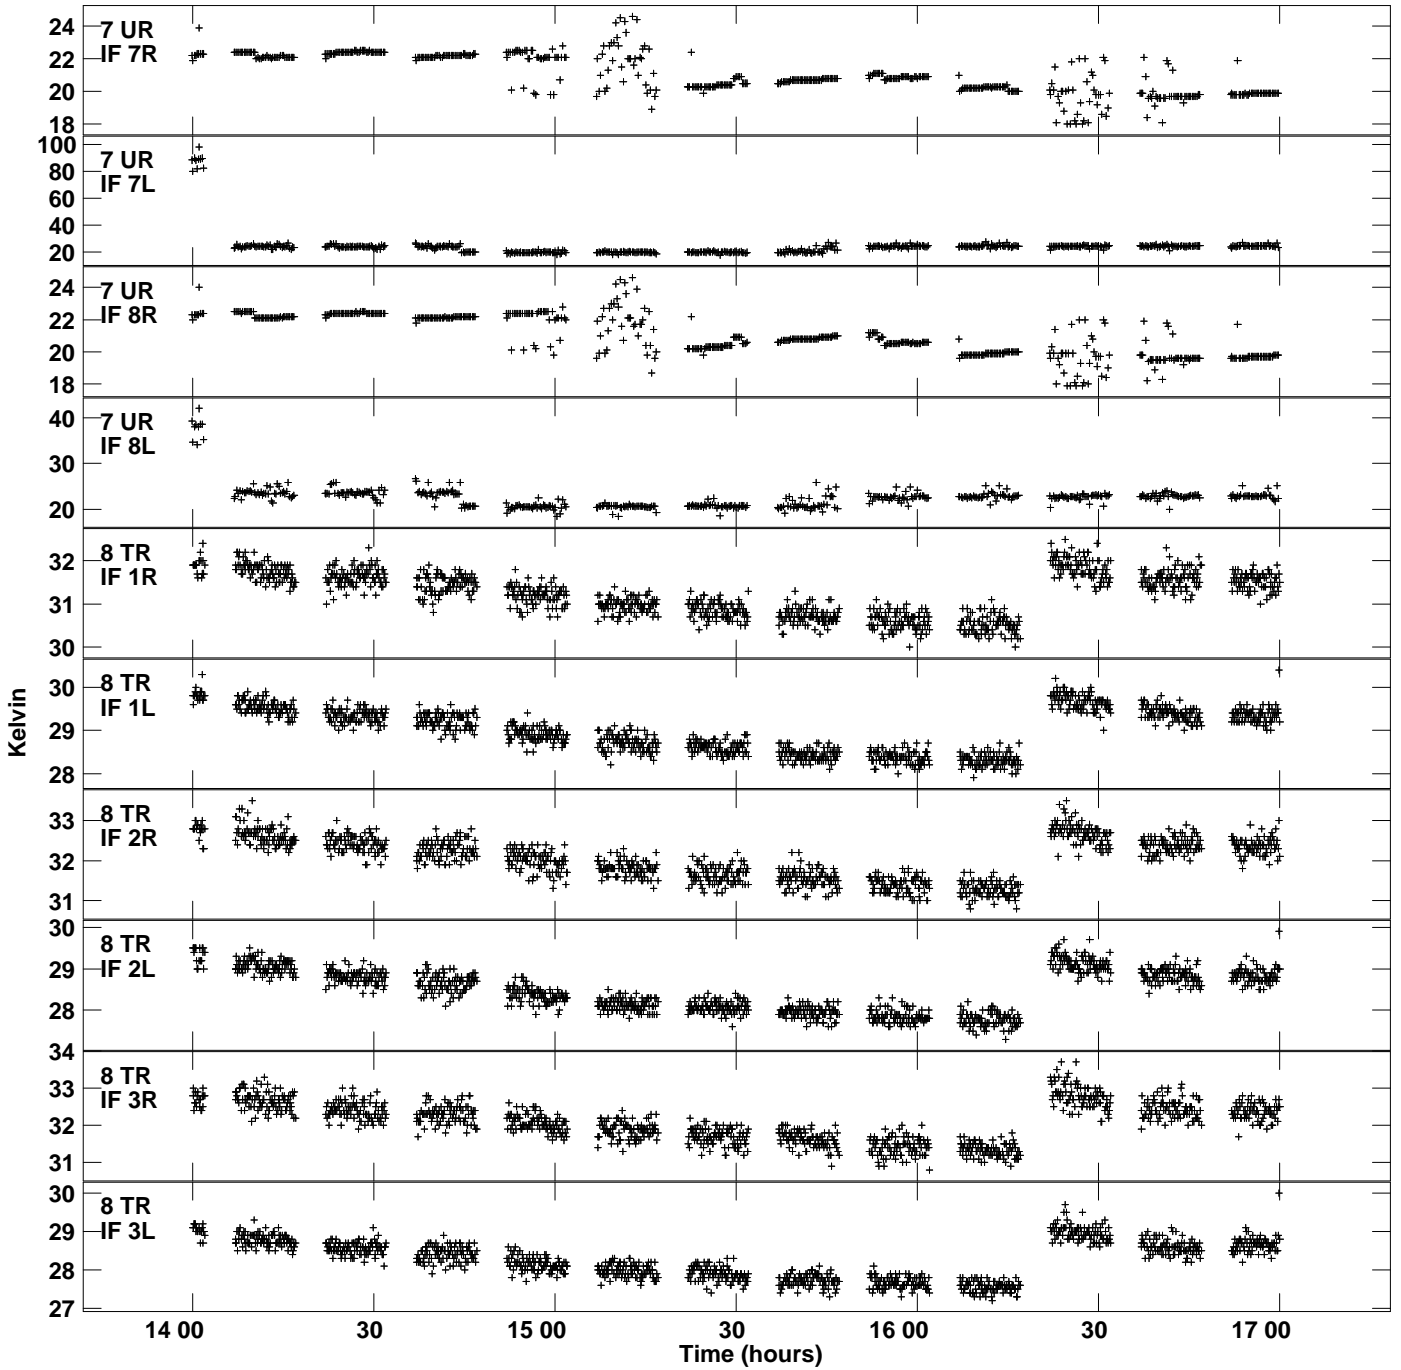 24
22
20
18
7 UR
IF 7R
100
80
60
40
20
7 UR
IF 7L
24
22
20
18
7 UR
IF 8R
40
30
20
7 UR
IF 8L
32
31
30
8 TR
IF 1R
30
29
28
8 TR
IF 1L
33
32
31
8 TR
IF 2R
30
29
28
8 TR
IF 2L
34
33
32
31
8 TR
IF 3R
30
29
28
27
8 TR
IF 3L
Kelvin
14 00 30 15 00 30 16 00 30 17 00
Time (hours)